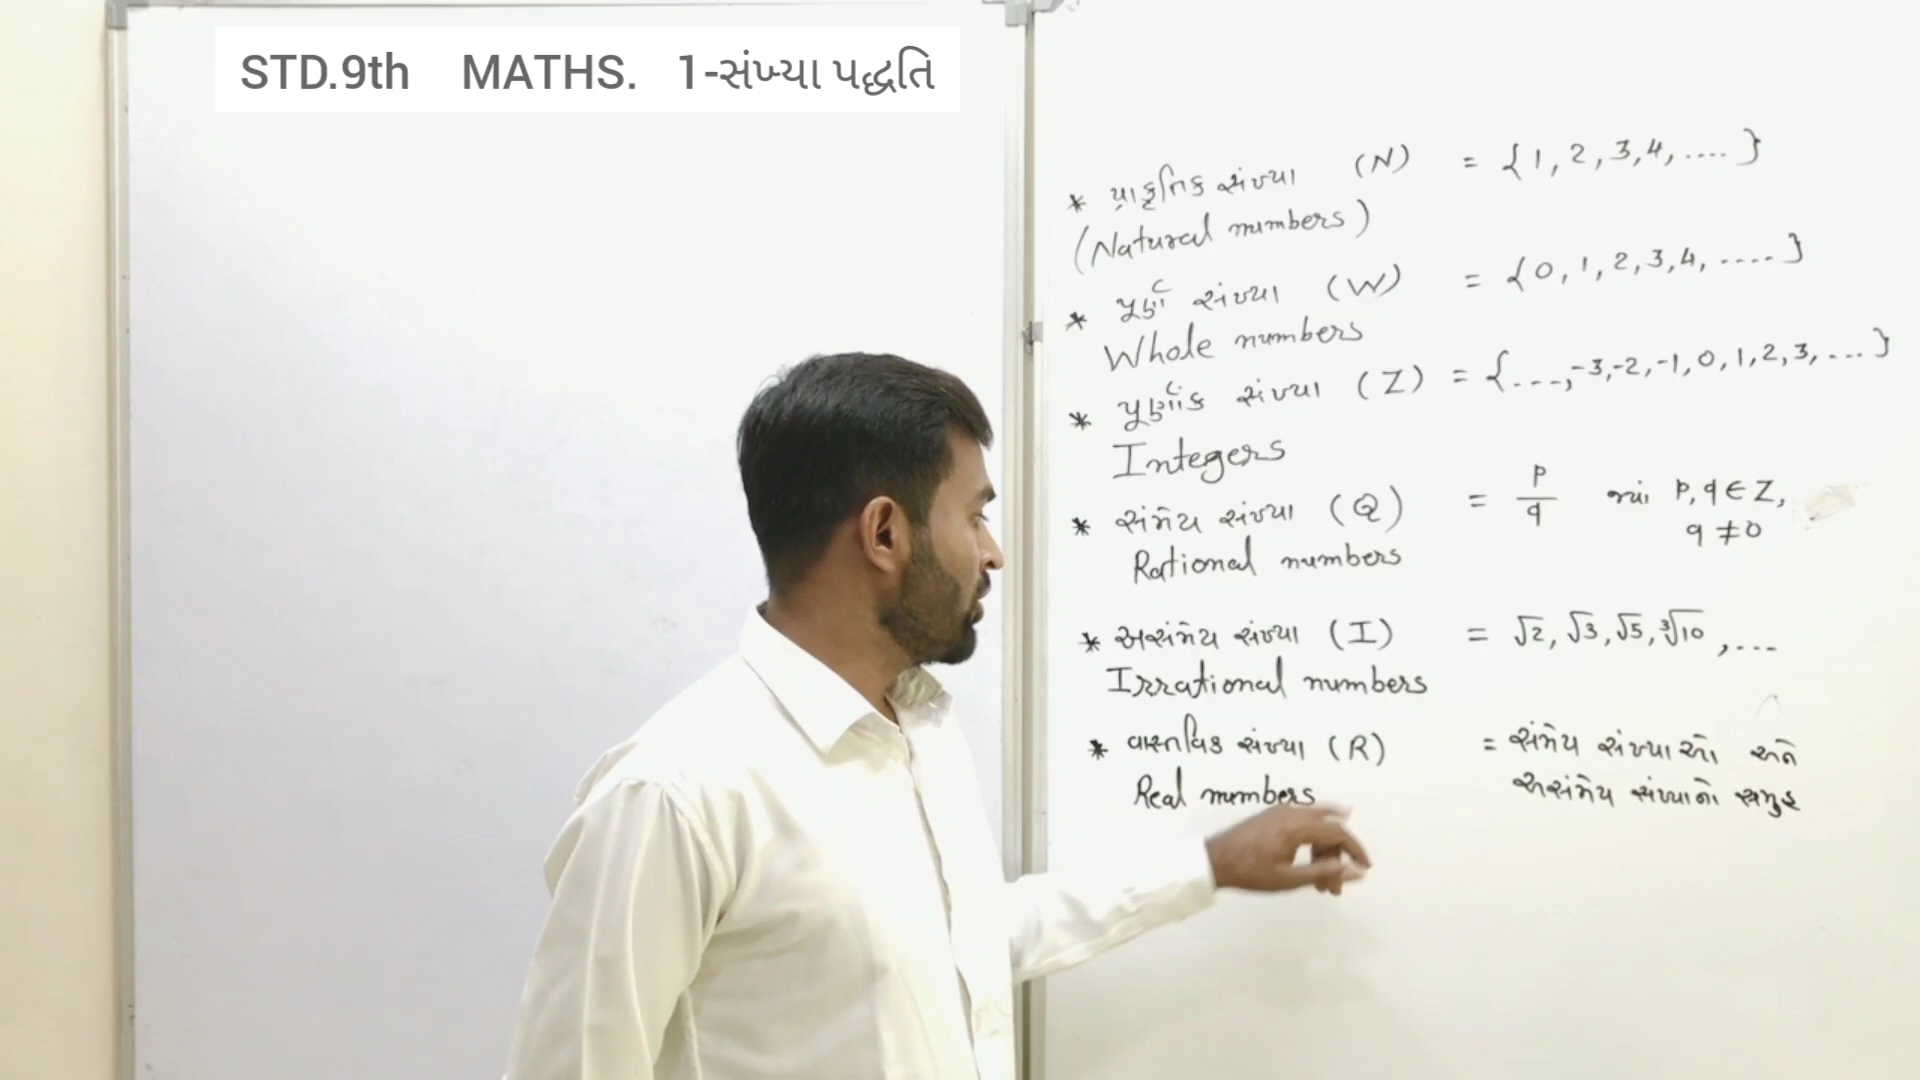 STD.9th MATHS. 1-સંખ્યા પદ્ધતિ
* પ્રાકૃતિક સંખ્યા (N) = {1, 2, 3, 4, .... }
(Natural numbers)
* પૂર્ણ સંખ્યા (W) = {0, 1, 2, 3, 4, ..... }
Whole numbers
* પૂર્ણાંક સંખ્યા (Z) = {...., -3, -2, -1, 0, 1, 2, 3, .... }
Integers
* સંમેય સંખ્યા (Q) = p/q જ્યાં p, q ∈ Z,
q ≠ 0
Rational numbers
* અસંમેય સંખ્યા (I) = √2, √3, √5, ∛10, ....
Irrational numbers
* વાસ્તવિક સંખ્યા (R) = સંમેય સંખ્યાઓ અને
Real numbers અસંમેય સંખ્યાનો સમુહ